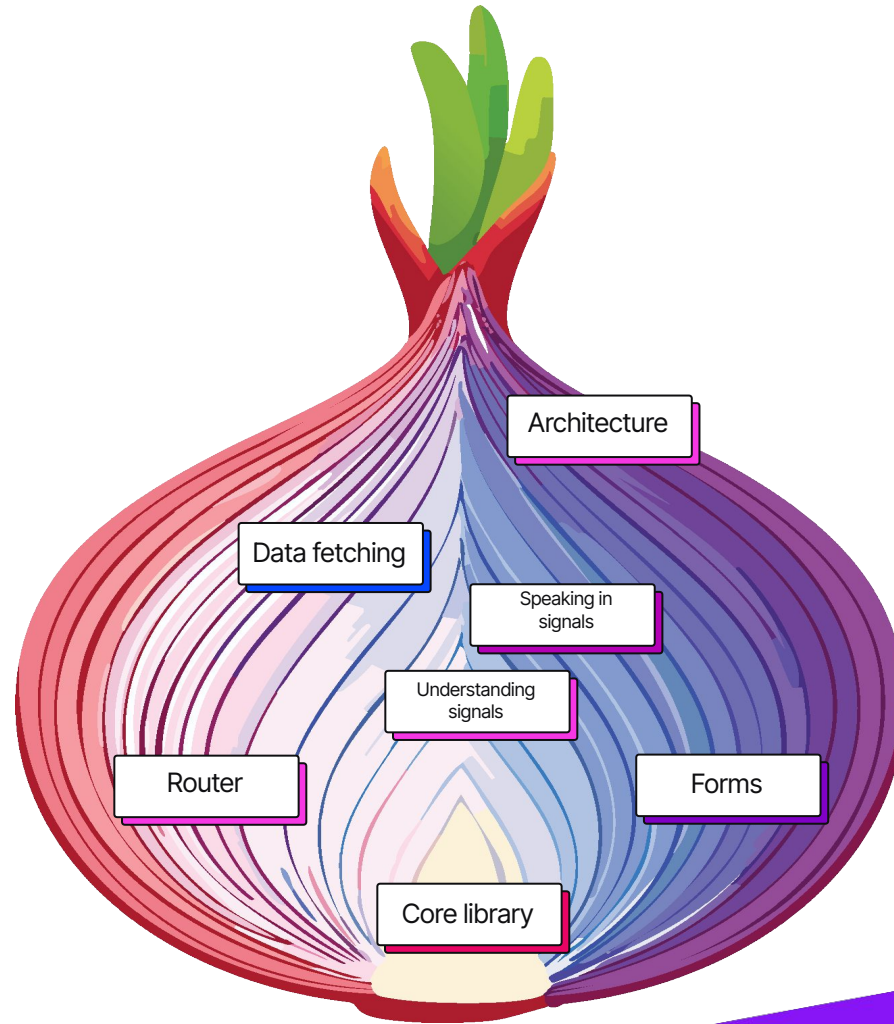 Architecture
Data fetching
Speaking in
signals
Understanding
signals
Router
Forms
Core library